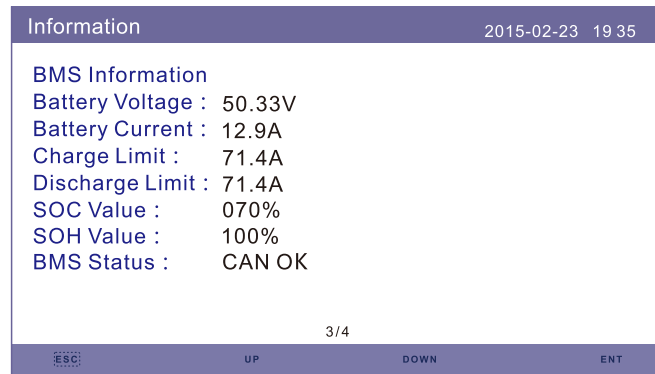 Information 2015-02-23 19 35
BMS Information
Battery Voltage : 50.33V
Battery Current : 12.9A
Charge Limit : 71.4A
Discharge Limit : 71.4A
SOC Value : 070%
SOH Value : 100%
BMS Status : CAN OK
3/4
ESC UP DOWN ENT